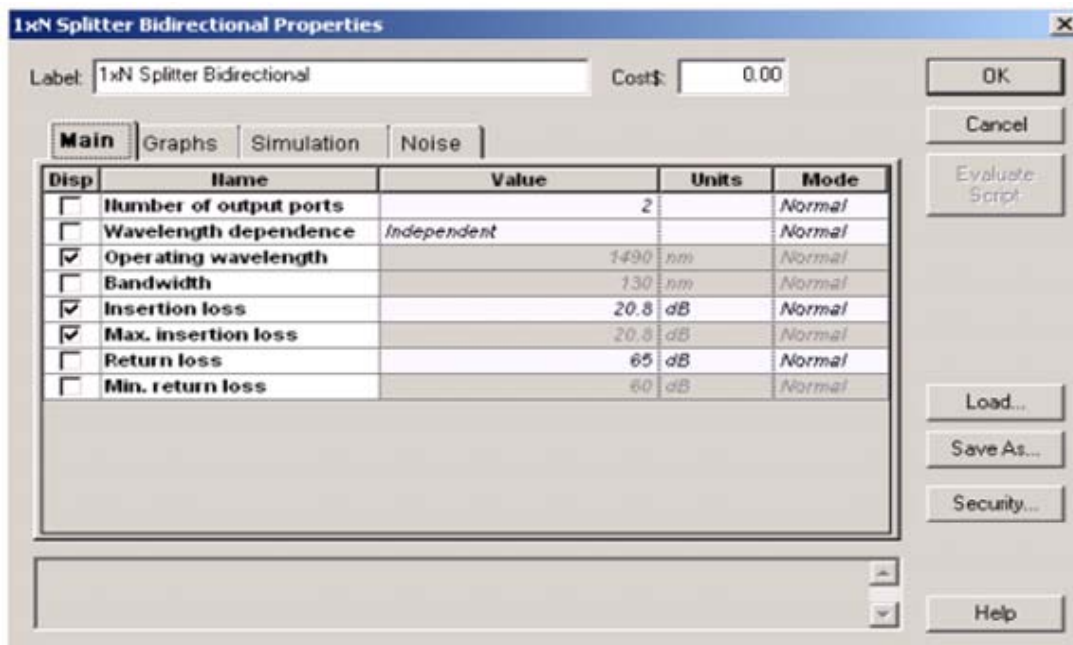 1xN Splitter Bidirectional Properties
Label: 1xN Splitter Bidirectional Cost$: 0.00 OK
Cancel
Main Graphs Simulation Noise
Evaluate Script
Disp Name Value Units Mode
Number of output ports 2 Normal
Wavelength dependence Independent Normal
Operating wavelength 1490 nm Normal
Bandwidth 130 nm Normal
Insertion loss 20.8 dB Normal
Max. insertion loss 20.8 dB Normal
Return loss 65 dB Normal
Min. return loss 60 dB Normal
Load...
Save As...
Security...
Help